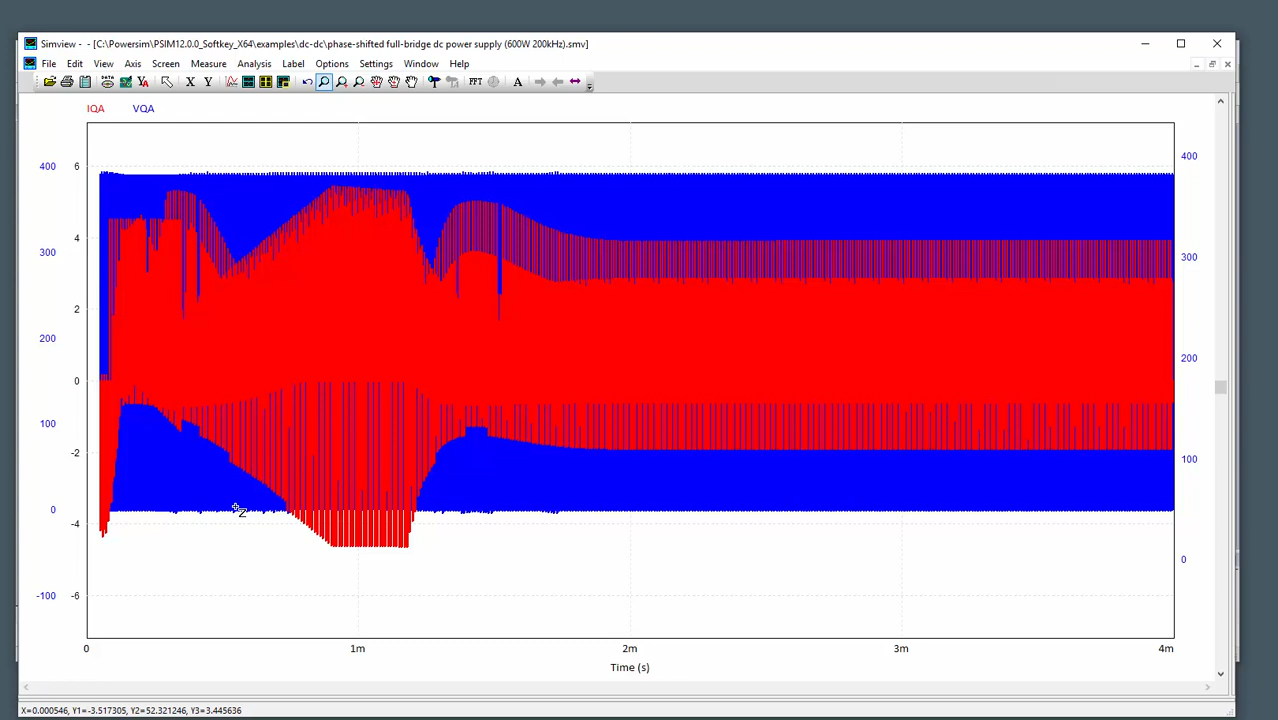 Simview - - [C:\Powersim\PSIM12.0.0_Softkey_X64\examples\dc-dc\phase-shifted full-bridge dc power supply (600W 200kHz).smv]
File Edit View Axis Screen Measure Analysis Label Options Settings Window Help
X Y FFT A
IQA VQA
400 6 400
4
300 300
2
200 200
0
100
-2
100
0
-4
0
-100 -6
0 1m 2m 3m 4m
Time (s)
X=0.000546, Y1=-3.517305, Y2=52.321246, Y3=3.445636